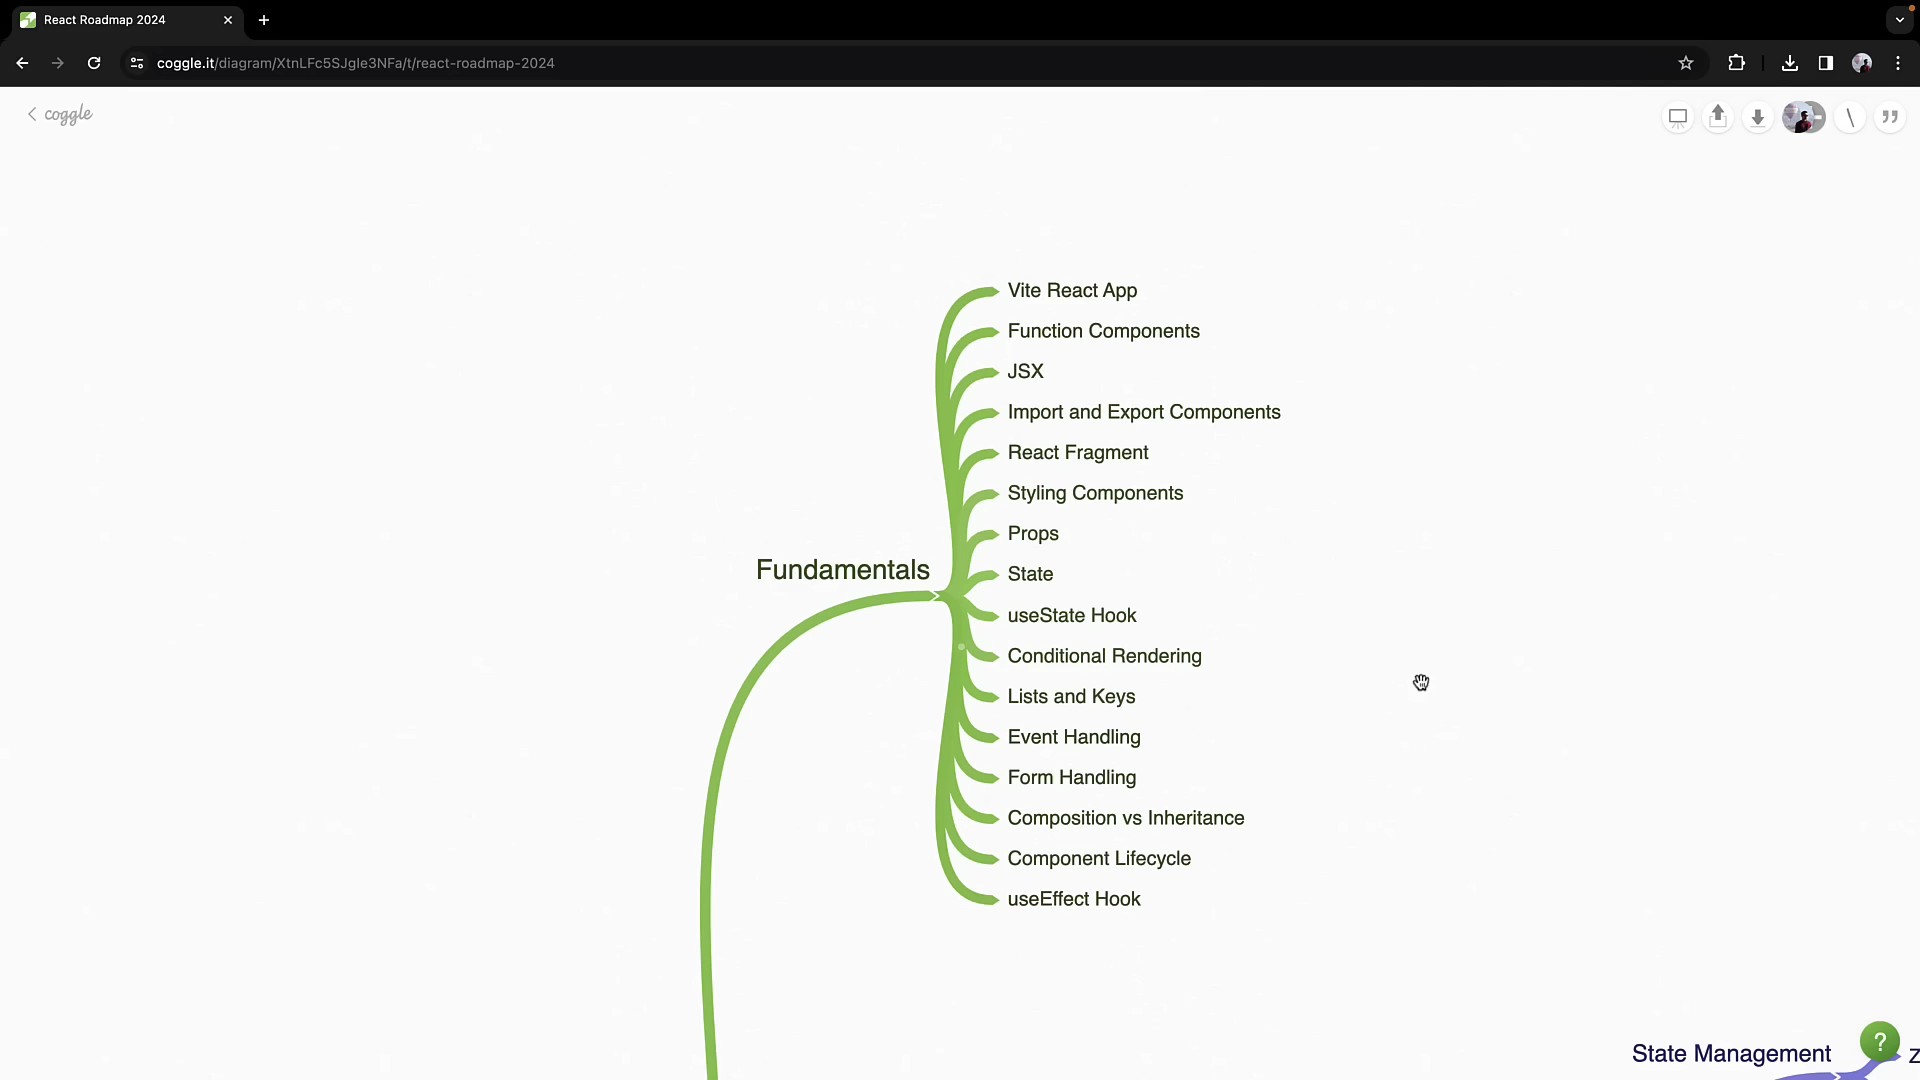 React Roadmap 2024
coggle.it/diagram/XtnLFc5SJgle3NFa/t/react-roadmap-2024
coggle
Vite React App
Function Components
JSX
Import and Export Components
React Fragment
Styling Components
Props
Fundamentals
State
useState Hook
Conditional Rendering
Lists and Keys
Event Handling
Form Handling
Composition vs Inheritance
Component Lifecycle
useEffect Hook
State Management
?
Z